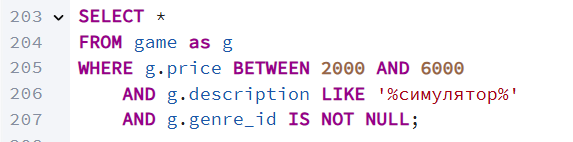 203 SELECT *
204 FROM game as g
205 WHERE g.price BETWEEN 2000 AND 6000
206 AND g.description LIKE '%симулятор%'
207 AND g.genre_id IS NOT NULL;